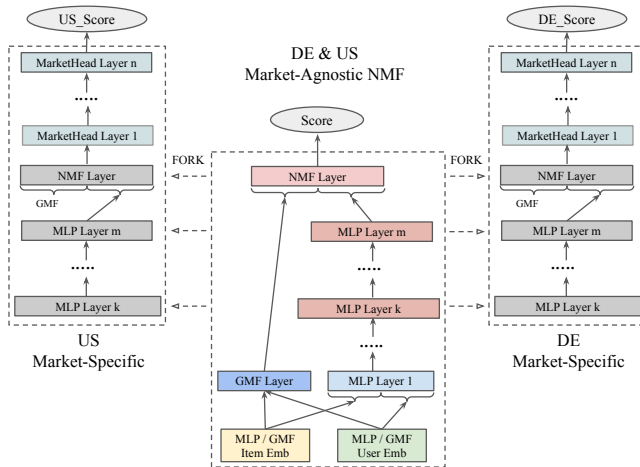 US_Score
MarketHead Layer n
.....
MarketHead Layer 1
NMF Layer
GMF
MLP Layer m
.....
MLP Layer k
US
Market-Specific
DE & US
Market-Agnostic NMF
Score
FORK
FORK
NMF Layer
MLP Layer m
.....
MLP Layer k
.....
GMF Layer
MLP Layer 1
MLP / GMF
Item Emb
MLP / GMF
User Emb
DE_Score
MarketHead Layer n
.....
MarketHead Layer 1
NMF Layer
GMF
MLP Layer m
.....
MLP Layer k
DE
Market-Specific